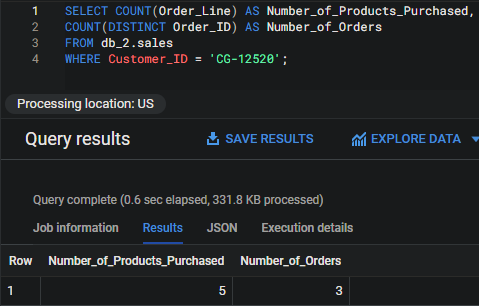 1 SELECT COUNT(Order_Line) AS Number_of_Products_Purchased,
2 COUNT(DISTINCT Order_ID) AS Number_of_Orders
3 FROM db_2.sales
4 WHERE Customer_ID = 'CG-12520';
Processing location: US
Query results SAVE RESULTS EXPLORE DATA
Query complete (0.6 sec elapsed, 331.8 KB processed)
Job information Results JSON Execution details
Row Number_of_Products_Purchased Number_of_Orders
1 5 3